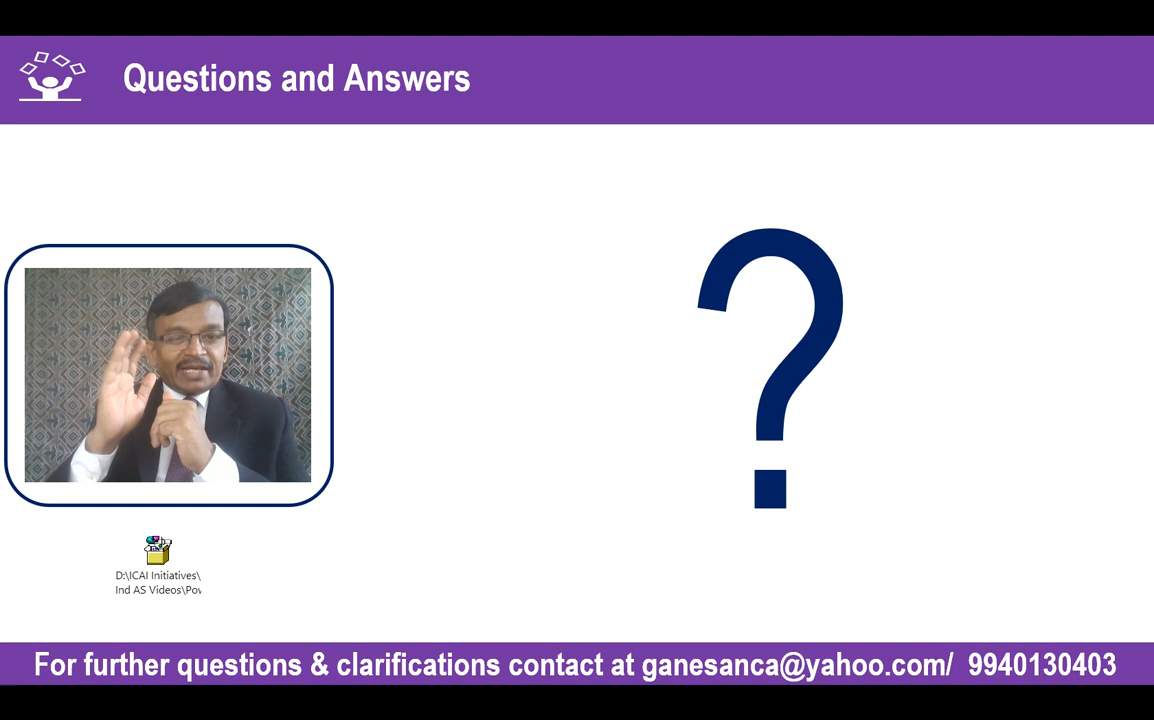 Questions and Answers
?
D:\ICAI Initiatives\
Ind AS Videos\Pov
For further questions & clarifications contact at ganesanca@yahoo.com/ 9940130403